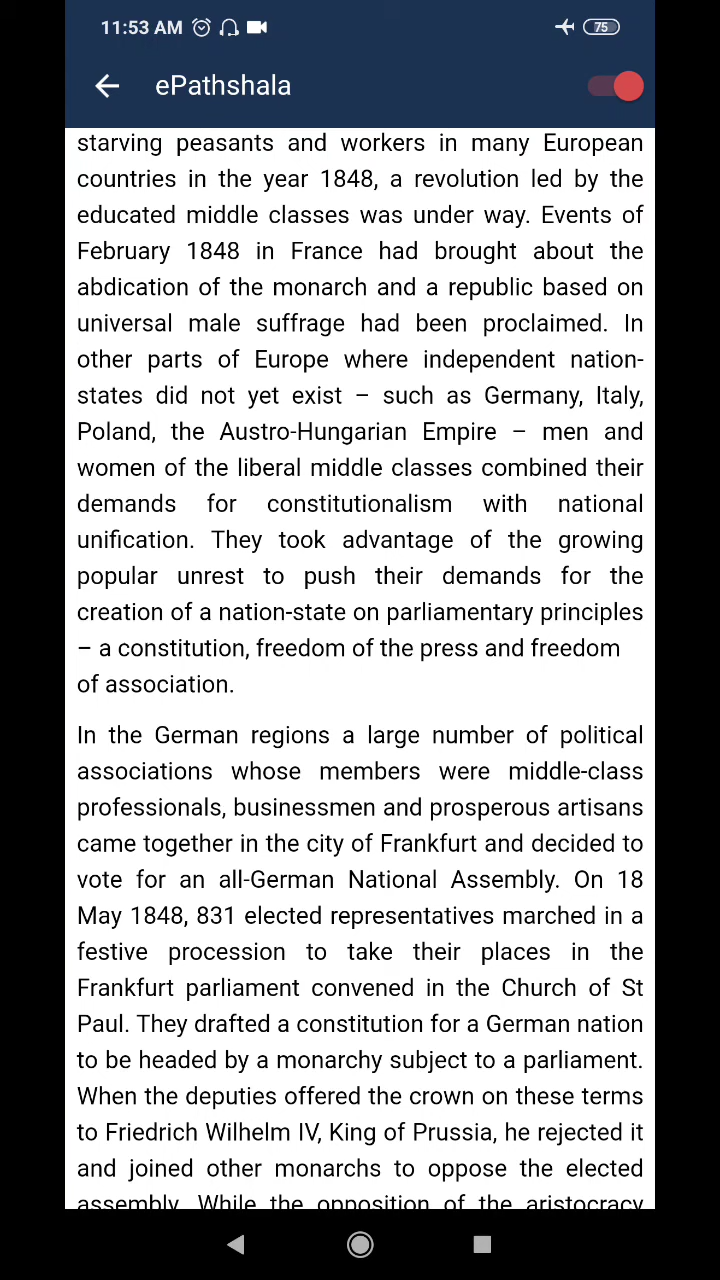 11:53 AM
75
ePathshala
starving peasants and workers in many European
countries in the year 1848, a revolution led by the
educated middle classes was under way. Events of
February 1848 in France had brought about the
abdication of the monarch and a republic based on
universal male suffrage had been proclaimed. In
other parts of Europe where independent nation-
states did not yet exist – such as Germany, Italy,
Poland, the Austro-Hungarian Empire – men and
women of the liberal middle classes combined their
demands for constitutionalism with national
unification. They took advantage of the growing
popular unrest to push their demands for the
creation of a nation-state on parliamentary principles
– a constitution, freedom of the press and freedom
of association.
In the German regions a large number of political
associations whose members were middle-class
professionals, businessmen and prosperous artisans
came together in the city of Frankfurt and decided to
vote for an all-German National Assembly. On 18
May 1848, 831 elected representatives marched in a
festive procession to take their places in the
Frankfurt parliament convened in the Church of St
Paul. They drafted a constitution for a German nation
to be headed by a monarchy subject to a parliament.
When the deputies offered the crown on these terms
to Friedrich Wilhelm IV, King of Prussia, he rejected it
and joined other monarchs to oppose the elected
assembly. While the opposition of the aristocracy